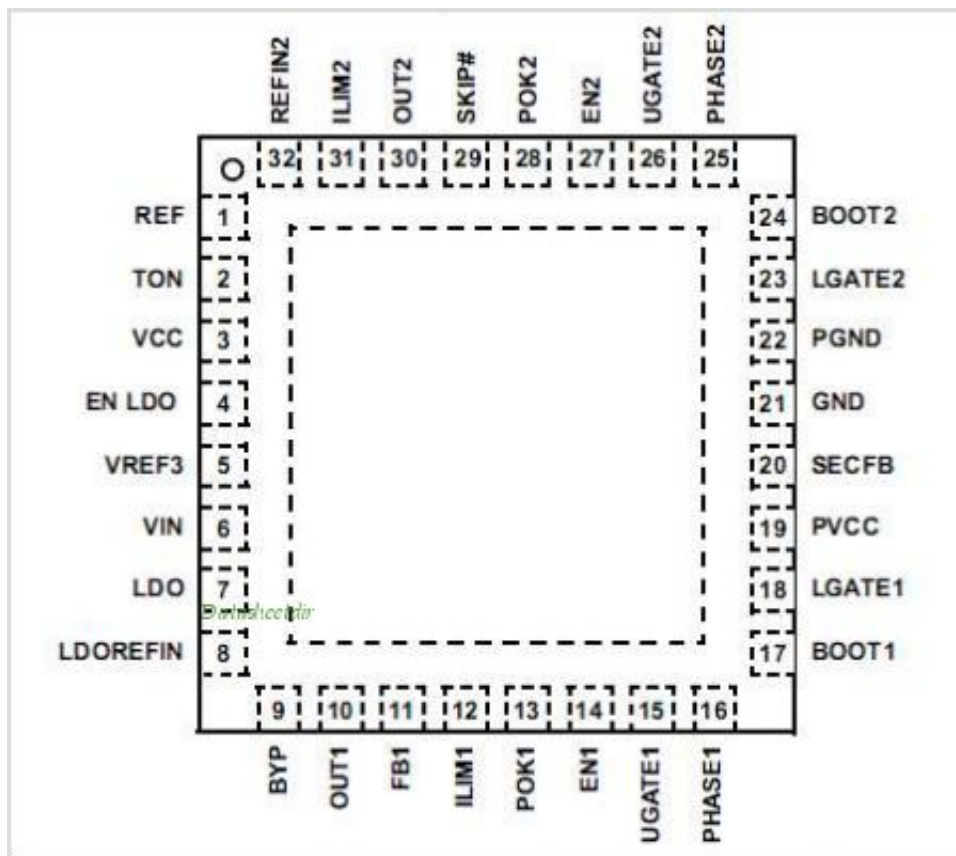 REFIN2 ILIM2 OUT2 SKIP# POK2 EN2 UGATE2 PHASE2
32 31 30 29 28 27 26 25
REF 1 24 BOOT2
TON 2 23 LGATE2
VCC 3 22 PGND
EN LDO 4 21 GND
VREF3 5 20 SECFB
VIN 6 19 PVCC
LDO 7 18 LGATE1
Datasheetdir
LDOREFIN 8 17 BOOT1
9 10 11 12 13 14 15 16
BYP OUT1 FB1 ILIM1 POK1 EN1 UGATE1 PHASE1